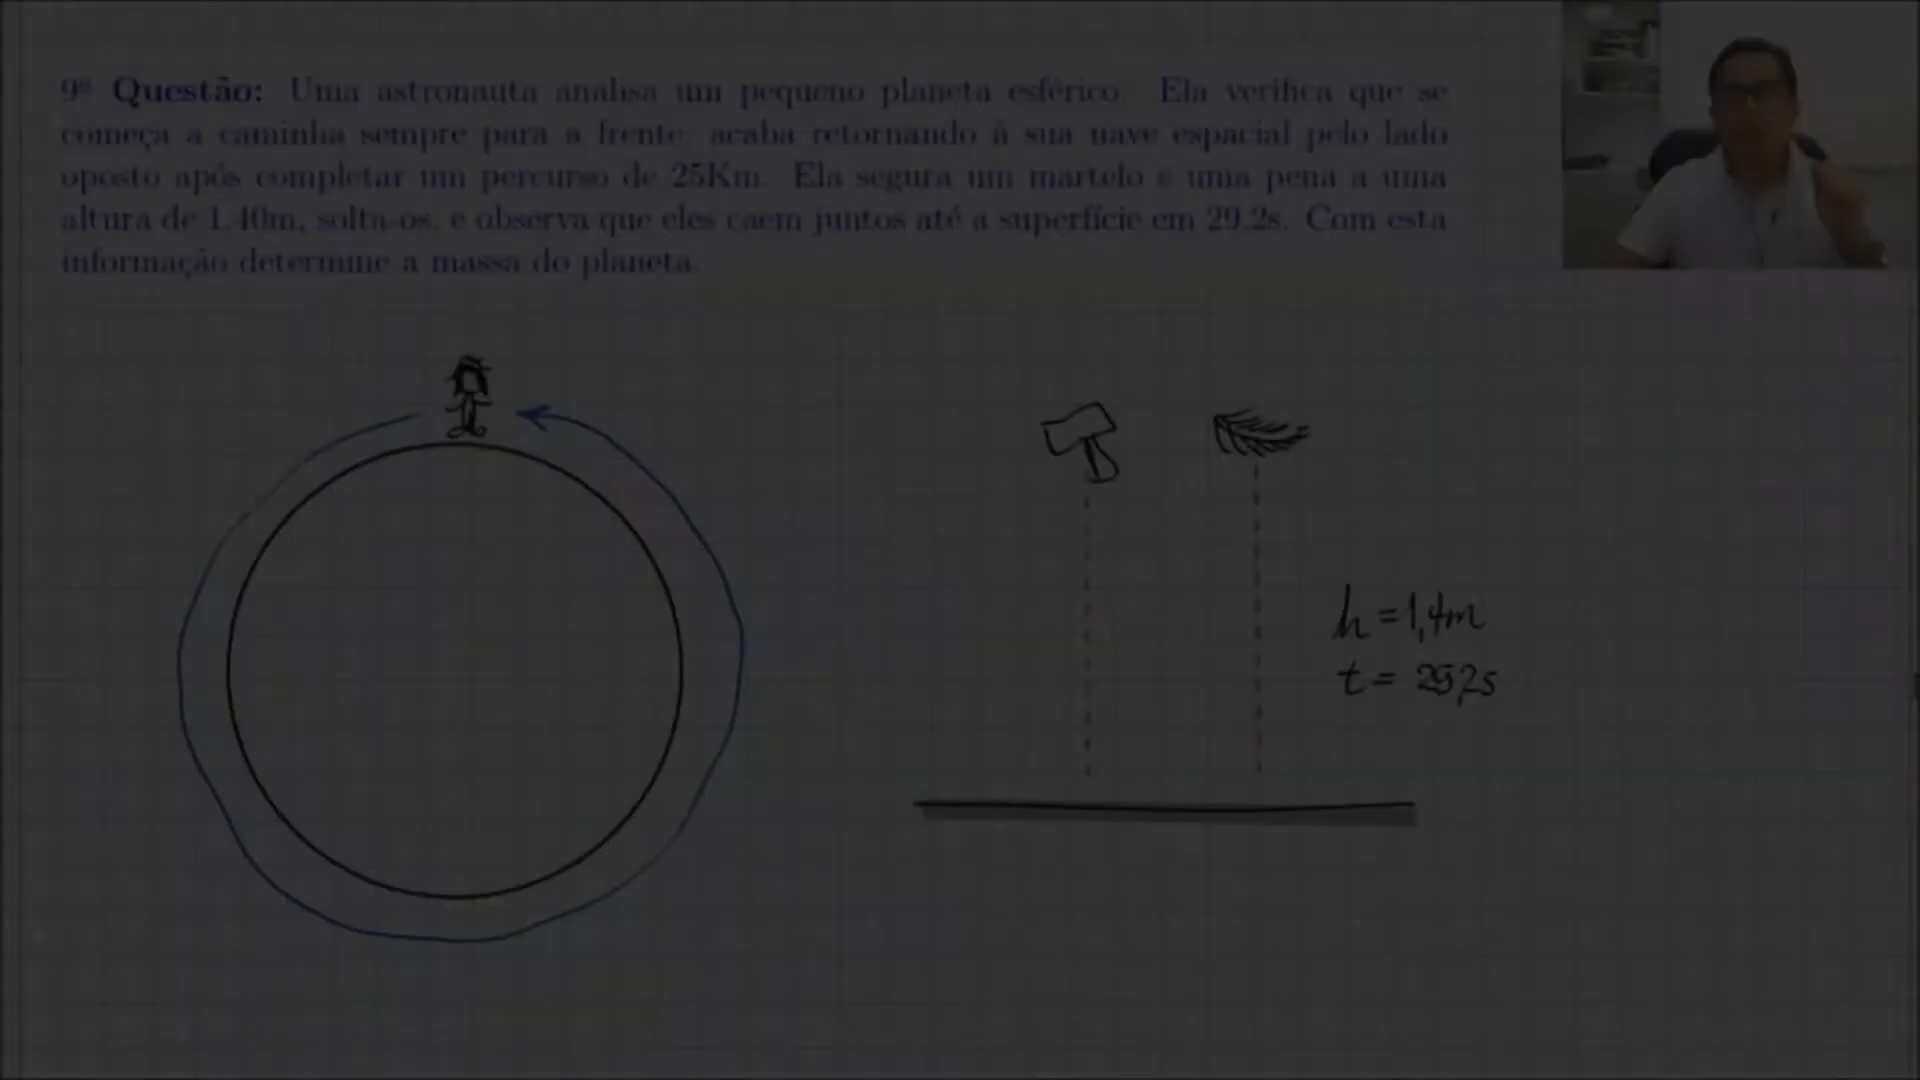 9ª Questão: Uma astronauta analisa um pequeno planeta esférico. Ela verifica que se
começa a caminha sempre para a frente, acaba retornando à sua nave espacial pelo lado
oposto após completar um percurso de 25Km. Ela segura um martelo e uma pena a uma
altura de 1.40m, solta-os, e observa que eles caem juntos até a superfície em 29.2s. Com esta
informação determine a massa do planeta.
h = 1,4m
t = 29,2s